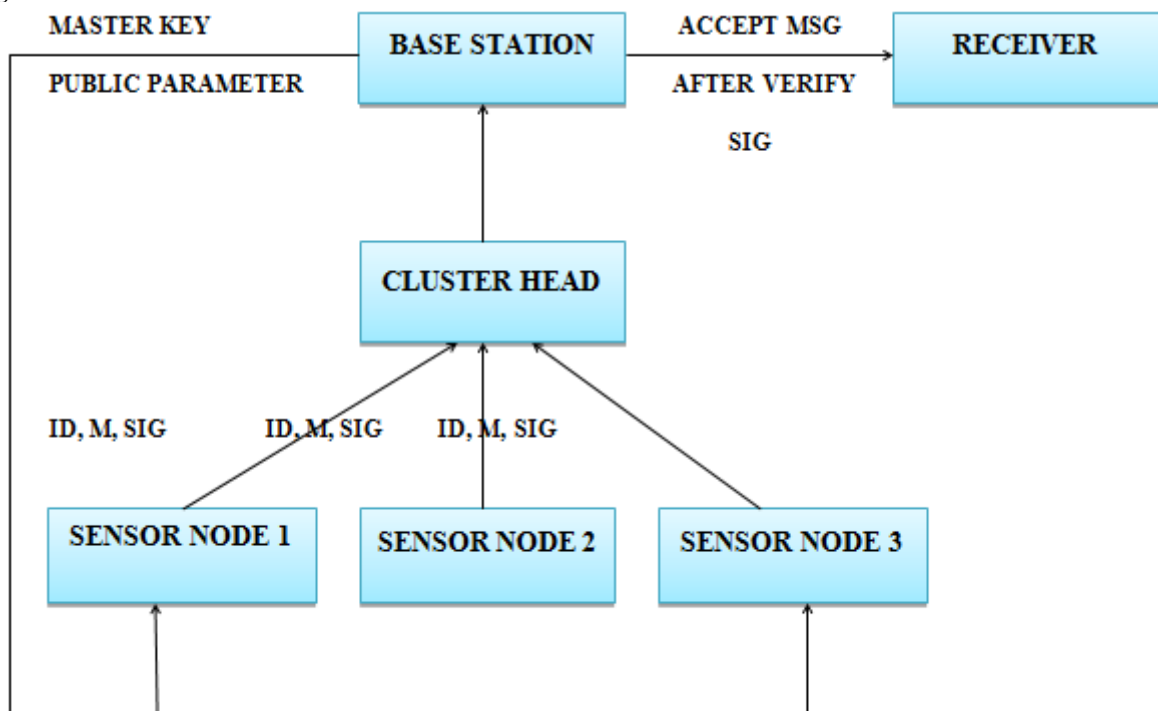 MASTER KEY
PUBLIC PARAMETER
BASE STATION
ACCEPT MSG
AFTER VERIFY
SIG
RECEIVER
CLUSTER HEAD
ID, M, SIG
ID, M, SIG
ID, M, SIG
SENSOR NODE 1
SENSOR NODE 2
SENSOR NODE 3